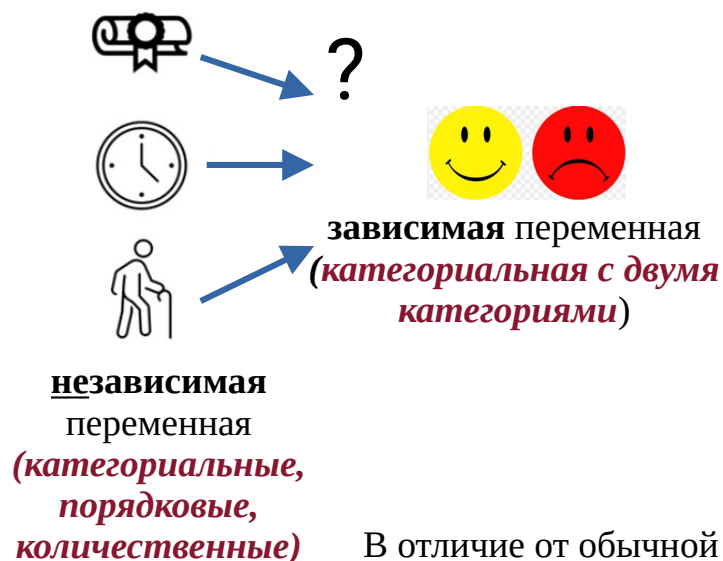 ?
зависимая переменная
(категориальная с двумя
категориями)
независимая
переменная
(категориальные,
порядковые,
количественные)
В отличие от обычной